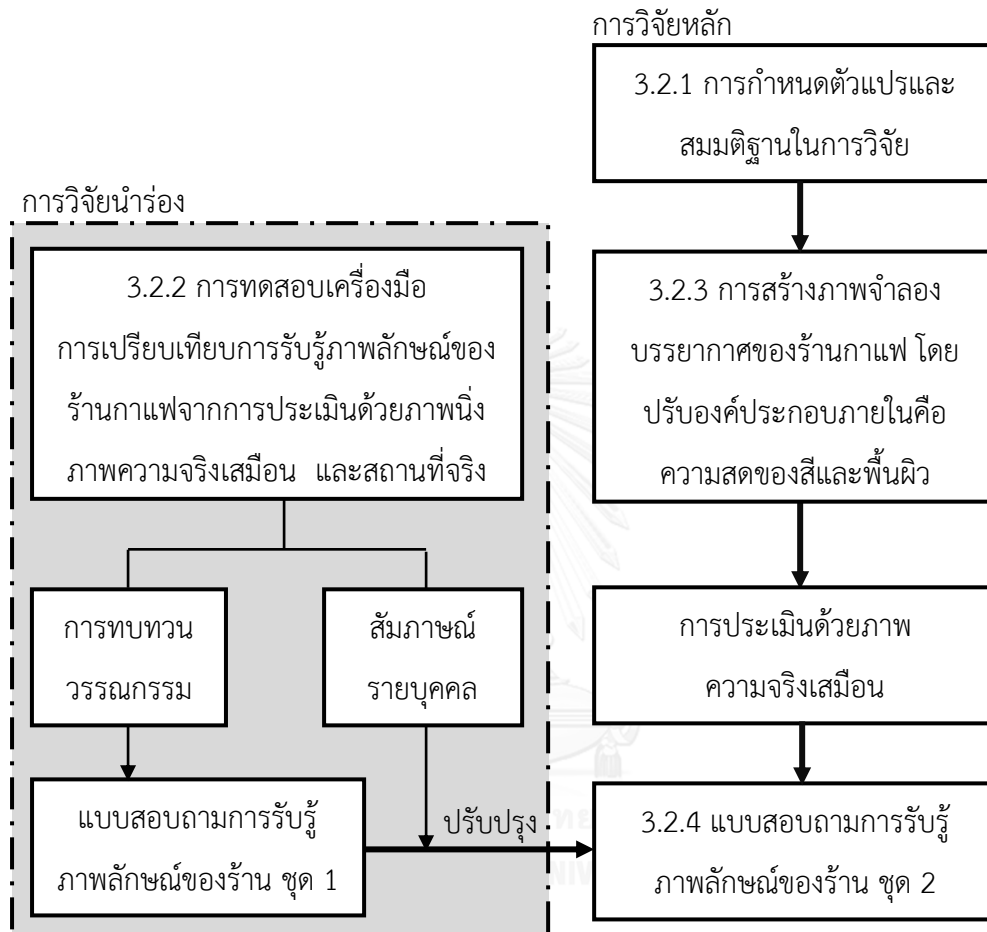 การวิจัยหลัก
3.2.1 การกำหนดตัวแปรและ
สมมติฐานในการวิจัย
การวิจัยนำร่อง
3.2.2 การทดสอบเครื่องมือ
การเปรียบเทียบการรับรู้ภาพลักษณ์ของ
ร้านกาแฟจากการประเมินด้วยภาพนิ่ง
ภาพความจริงเสมือน และสถานที่จริง
3.2.3 การสร้างภาพจำลอง
บรรยากาศของร้านกาแฟ โดย
ปรับองค์ประกอบภายในคือ
ความสดของสีและพื้นผิว
การทบทวน
วรรณกรรม
สัมภาษณ์
รายบุคคล
การประเมินด้วยภาพ
ความจริงเสมือน
แบบสอบถามการรับรู้
ภาพลักษณ์ของร้าน ชุด 1
ปรับปรุง
3.2.4 แบบสอบถามการรับรู้
ภาพลักษณ์ของร้าน ชุด 2